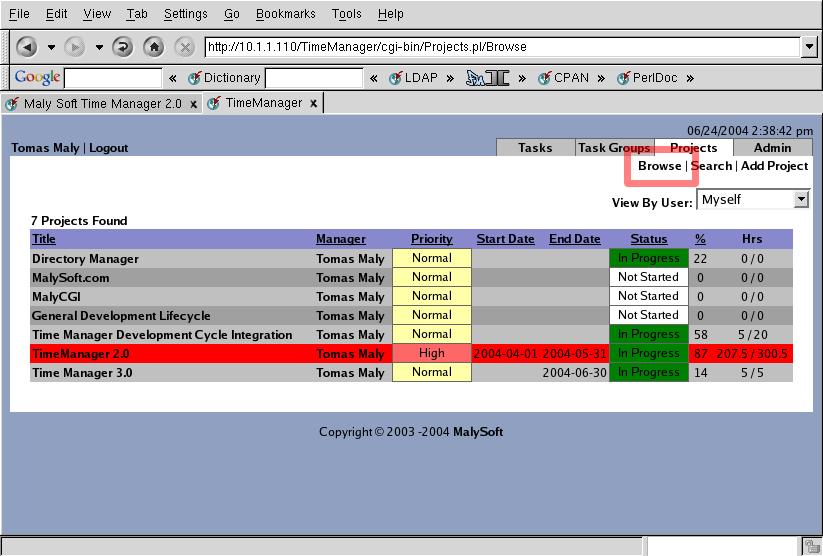 File Edit View Tab Settings Go Bookmarks Tools Help
http://10.1.1.110/TimeManager/cgi-bin/Projects.pl/Browse
Google « Dictionary « LDAP » » CPAN » PerlDoc »
Maly Soft Time Manager 2.0 x TimeManager x
06/24/2004 2:38:42 pm
Tomas Maly | Logout Tasks Task Groups Projects Admin
Browse | Search | Add Project
View By User: Myself
7 Projects Found
Title Manager Priority Start Date End Date Status % Hrs
Directory Manager Tomas Maly Normal In Progress 22 0 / 0
MalySoft.com Tomas Maly Normal Not Started 0 0 / 0
MalyCGI Tomas Maly Normal Not Started 0 0 / 0
General Development Lifecycle Tomas Maly Normal Not Started 0 0 / 0
Time Manager Development Cycle Integration Tomas Maly Normal In Progress 58 5 / 20
TimeManager 2.0 Tomas Maly High 2004-04-01 2004-05-31 In Progress 87 207.5 / 300.5
Time Manager 3.0 Tomas Maly Normal 2004-06-30 In Progress 14 5 / 5
Copyright © 2003 -2004 MalySoft